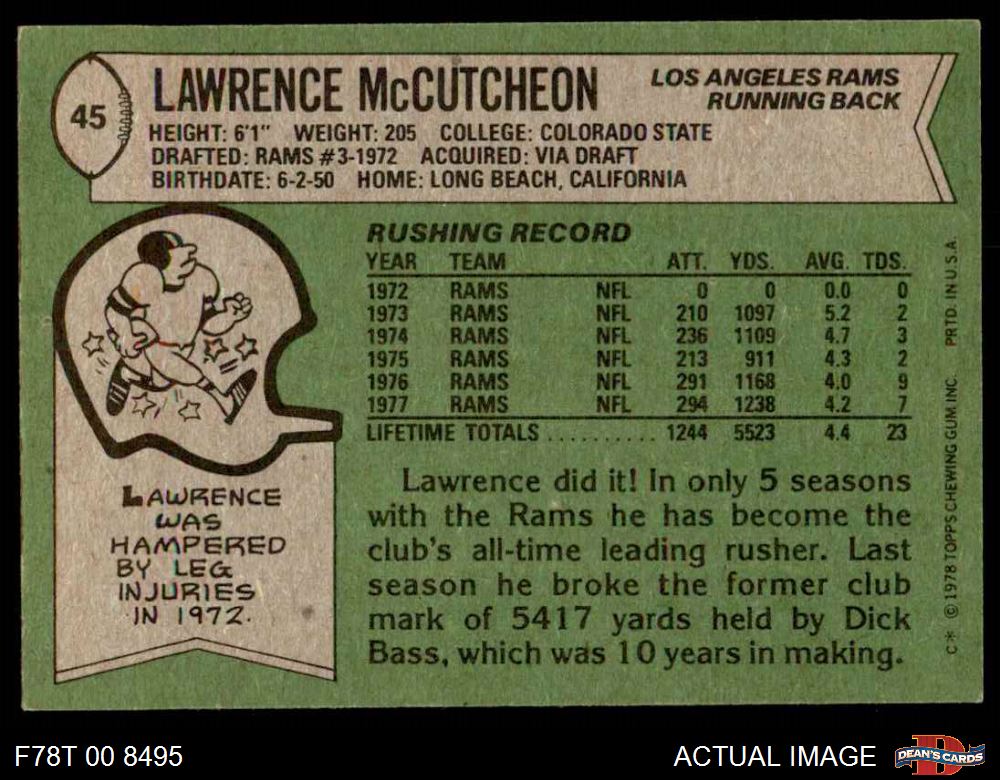 45
LAWRENCE McCUTCHEON
LOS ANGELES RAMS
RUNNING BACK
HEIGHT: 6'1" WEIGHT: 205 COLLEGE: COLORADO STATE
DRAFTED: RAMS #3-1972 ACQUIRED: VIA DRAFT
BIRTHDATE: 6-2-50 HOME: LONG BEACH, CALIFORNIA
RUSHING RECORD
YEAR TEAM ATT. YDS. AVG. TDS.
1972 RAMS NFL 0 0 0.0 0
1973 RAMS NFL 210 1097 5.2 2
1974 RAMS NFL 236 1109 4.7 3
1975 RAMS NFL 213 911 4.3 2
1976 RAMS NFL 291 1168 4.0 9
1977 RAMS NFL 294 1238 4.2 7
LIFETIME TOTALS .......... 1244 5523 4.4 23
Lawrence did it! In only 5 seasons
with the Rams he has become the
club's all-time leading rusher. Last
season he broke the former club
mark of 5417 yards held by Dick
Bass, which was 10 years in making.
LAWRENCE
WAS
HAMPERED
BY LEG
INJURIES
IN 1972.
C* © 1978 TOPPS CHEWING GUM INC. PRTD. IN U.S.A.
F78T 00 8495
ACTUAL IMAGE
D
DEAN'S CARDS